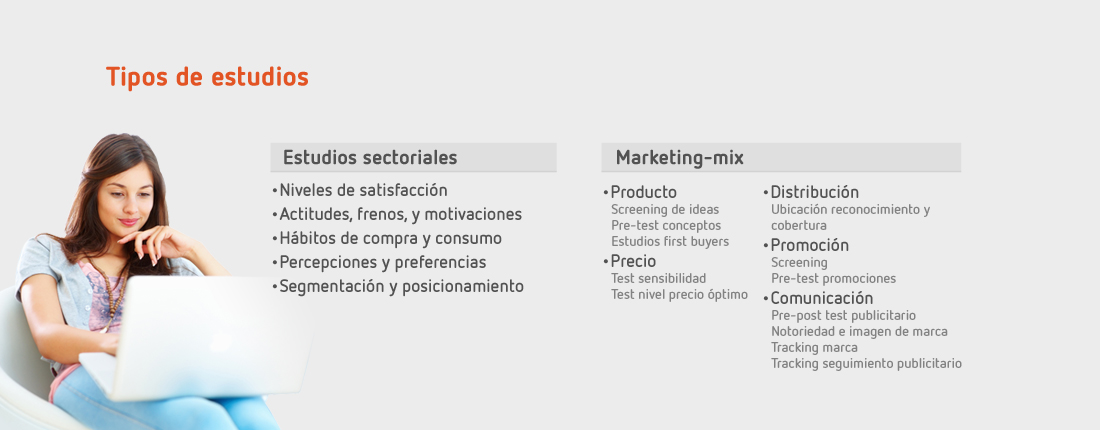 Tipos de estudios
Estudios sectoriales
•Niveles de satisfacción
•Actitudes, frenos, y motivaciones
•Hábitos de compra y consumo
•Percepciones y preferencias
•Segmentación y posicionamiento
Marketing-mix
•Producto
Screening de ideas
Pre-test conceptos
Estudios first buyers
•Precio
Test sensibilidad
Test nivel precio óptimo
•Distribución
Ubicación reconocimiento y
cobertura
•Promoción
Screening
Pre-test promociones
•Comunicación
Pre-post test publicitario
Notoriedad e imagen de marca
Tracking marca
Tracking seguimiento publicitario